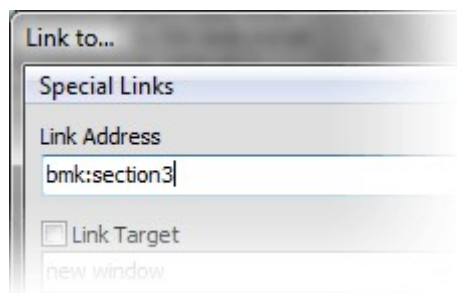 Link to...
Special Links
Link Address
bmk:section3
Link Target
new window